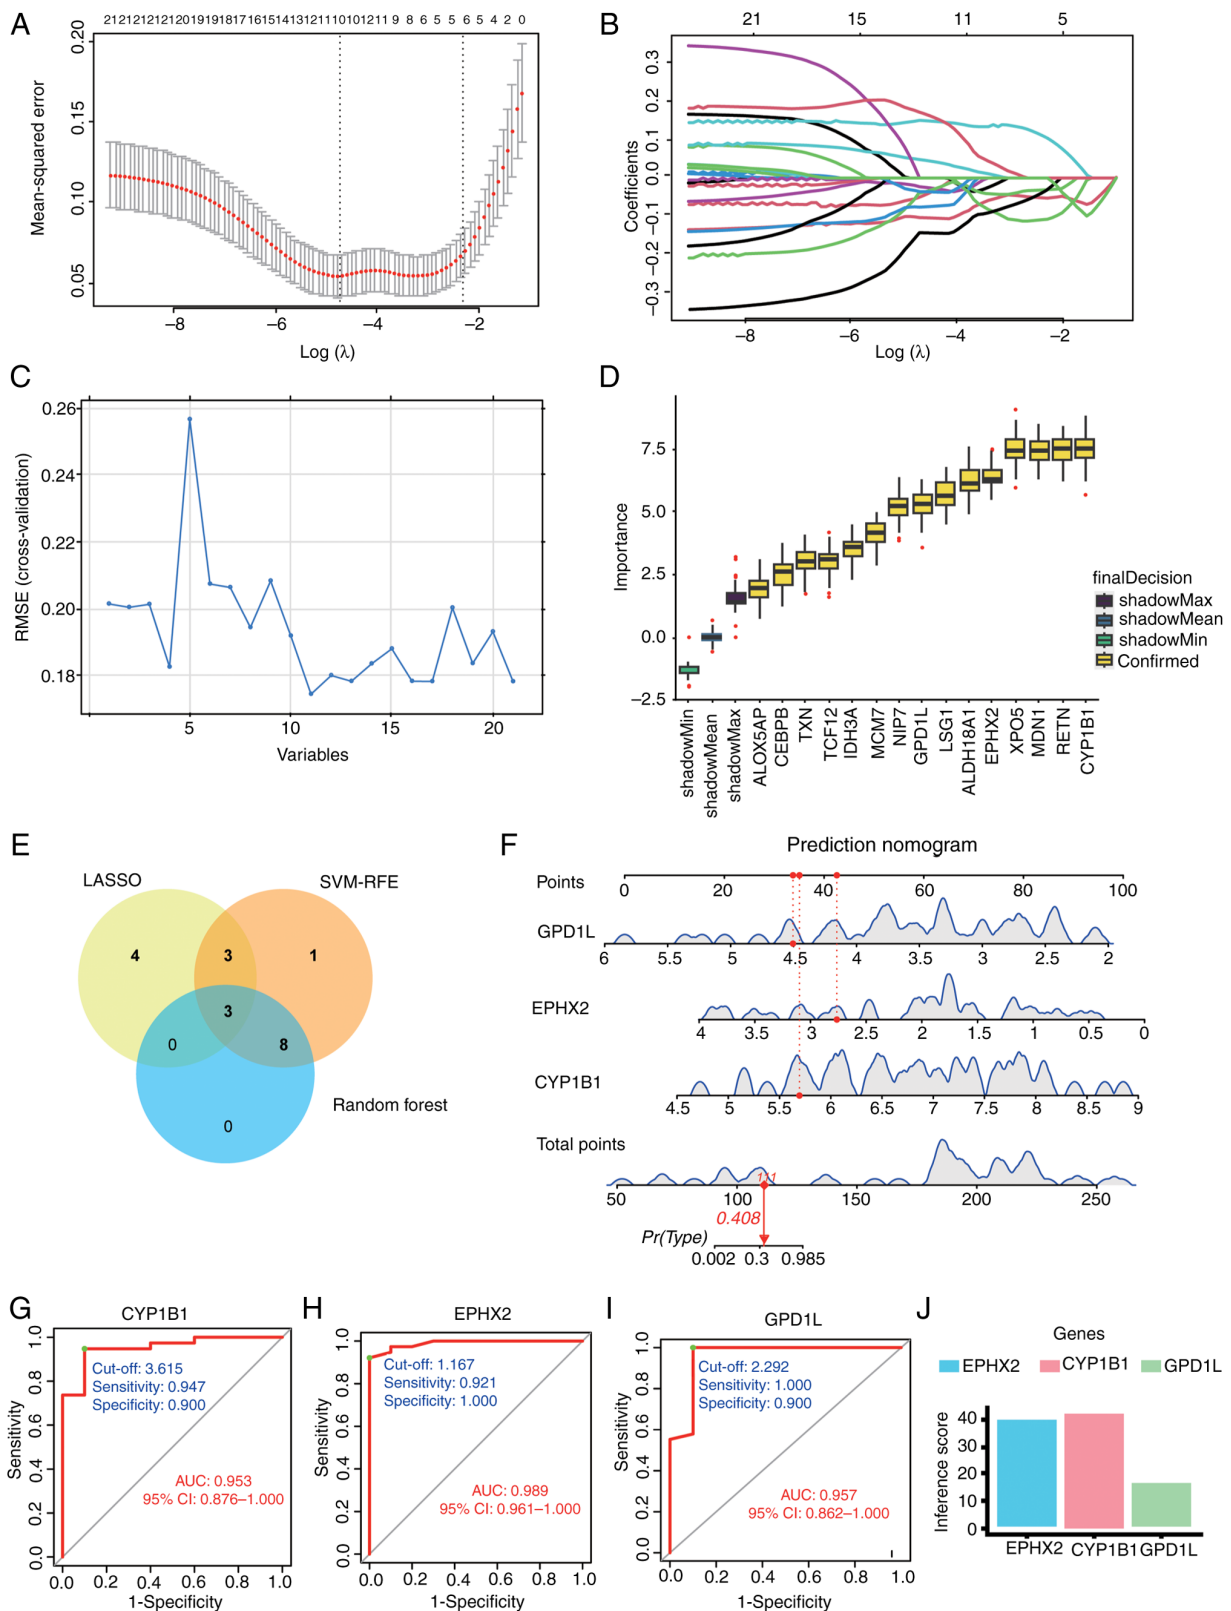 A
21 21 21 21 20 19 19 18 17 16 15 14 13 12 11 10 10 12 11 9 8 6 5 5 6 5 4 2 0
0.20
0.15
0.10
0.05
Mean-squared error
−8 −6 −4 −2
Log (λ)
B
21 15 11 5
0.3
0.2
0.1
0.0
−0.1
−0.2
−0.3
Coefficients
−8 −6 −4 −2
Log (λ)
C
0.26
0.24
0.22
0.20
0.18
RMSE (cross-validation)
5 10 15 20
Variables
D
7.5
5.0
2.5
0.0
−2.5
Importance
shadowMin
shadowMean
shadowMax
ALOX5AP
CEBPB
TXN
TCF12
IDH3A
MCM7
NIP7
GPD1L
LSG1
ALDH18A1
EPHX2
XPO5
MDN1
RETN
CYP1B1
finalDecision
shadowMax
shadowMean
shadowMin
Confirmed
E
LASSO
SVM-RFE
4 3 1
3
0 8
Random forest
0
F
Prediction nomogram
Points
0 20 40 60 80 100
GPD1L
6 5.5 5 4.5 4 3.5 3 2.5 2
EPHX2
4 3.5 3 2.5 2 1.5 1 0.5 0
CYP1B1
4.5 5 5.5 6 6.5 7 7.5 8 8.5 9
Total points
111
50 100 150 200 250
0.408
Pr(Type)
0.002 0.3 0.985
G
CYP1B1
Cut-off: 3.615
Sensitivity: 0.947
Specificity: 0.900
AUC: 0.953
95% CI: 0.876–1.000
Sensitivity
0.0 0.2 0.4 0.6 0.8 1.0
0.0 0.2 0.4 0.6 0.8 1.0
1-Specificity
H
EPHX2
Cut-off: 1.167
Sensitivity: 0.921
Specificity: 1.000
AUC: 0.989
95% CI: 0.961–1.000
Sensitivity
0.0 0.2 0.4 0.6 0.8 1.0
0.0 0.2 0.4 0.6 0.8 1.0
1-Specificity
I
GPD1L
Cut-off: 2.292
Sensitivity: 1.000
Specificity: 0.900
AUC: 0.957
95% CI: 0.862–1.000
Sensitivity
0.0 0.2 0.4 0.6 0.8 1.0
0.0 0.2 0.4 0.6 0.8 1.0
1-Specificity
J
Genes
EPHX2 CYP1B1 GPD1L
40
30
20
10
0
Inference score
EPHX2 CYP1B1 GPD1L